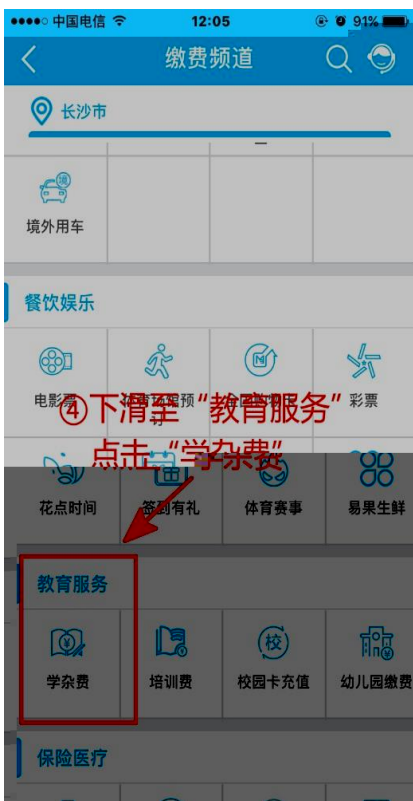 中国电信 12:05 91%
缴费频道
长沙市
境外用车
餐饮娱乐
电影票 彩票
④下滑至“教育服务”
点击“学杂费”
花点时间 签到有礼 体育赛事 易果生鲜
教育服务
学杂费 培训费 校园卡充值 幼儿园缴费
保险医疗